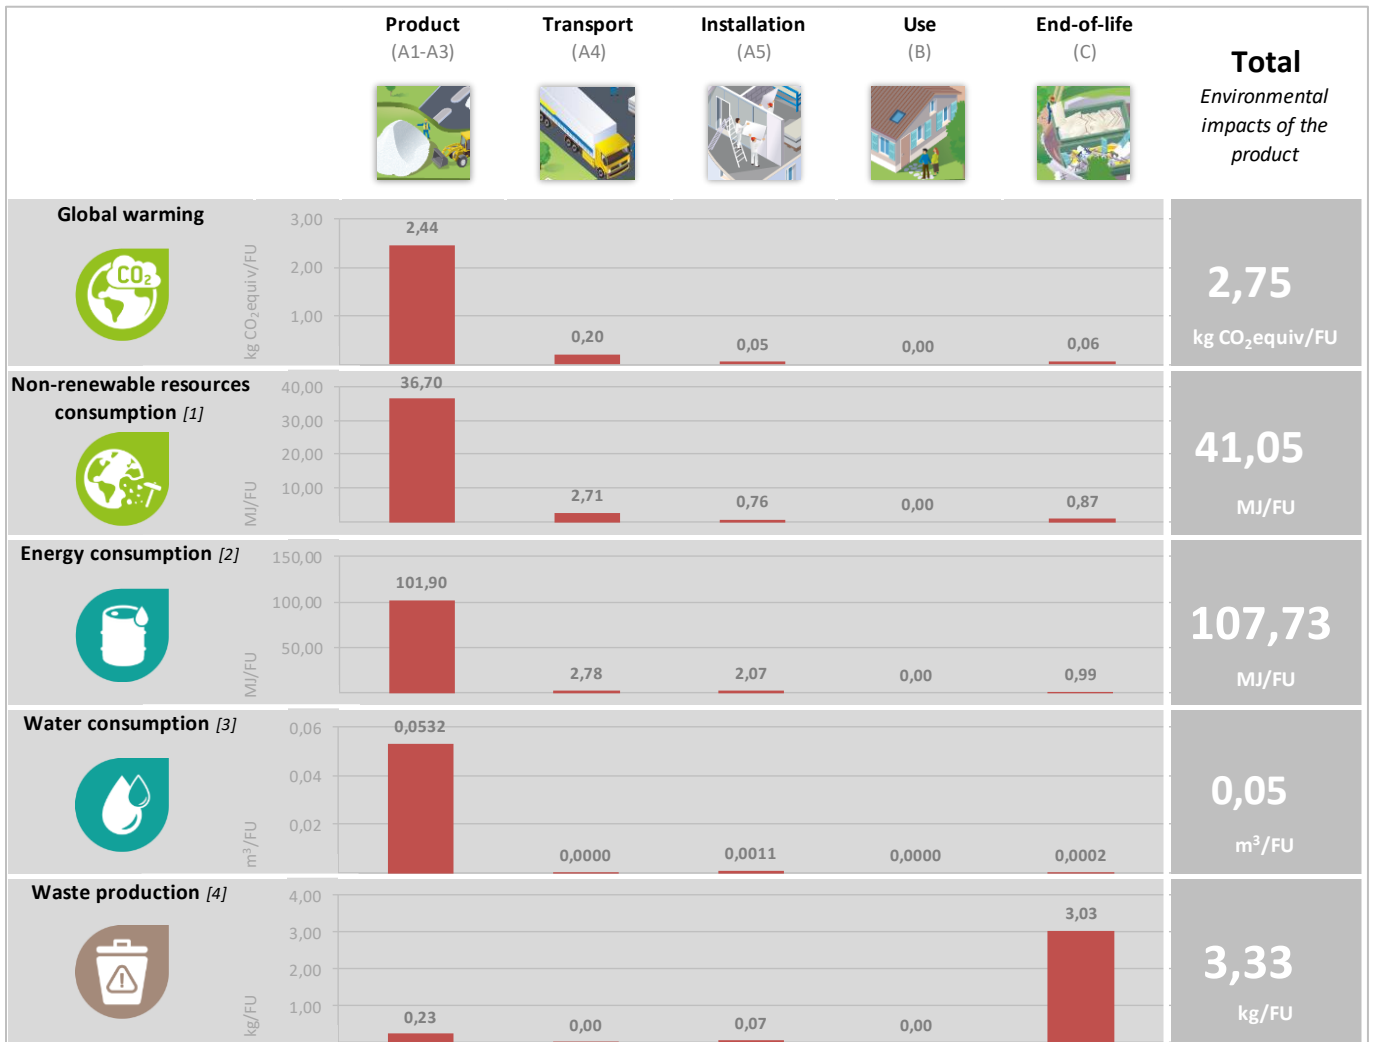 Product
(A1-A3)
Transport
(A4)
Installation
(A5)
Use
(B)
End-of-life
(C)
Total
Environmental
impacts of the
product
Global warming
CO2
kg CO2equiv/FU
3,00
2,00
1,00
2,44
0,20
0,05
0,00
0,06
2,75
kg CO2equiv/FU
Non-renewable resources
consumption [1]
MJ/FU
40,00
30,00
20,00
10,00
36,70
2,71
0,76
0,00
0,87
41,05
MJ/FU
Energy consumption [2]
MJ/FU
150,00
100,00
50,00
101,90
2,78
2,07
0,00
0,99
107,73
MJ/FU
Water consumption [3]
m³/FU
0,06
0,04
0,02
0,0532
0,0000
0,0011
0,0000
0,0002
0,05
m³/FU
Waste production [4]
kg/FU
4,00
3,00
2,00
1,00
0,23
0,00
0,07
0,00
3,03
3,33
kg/FU